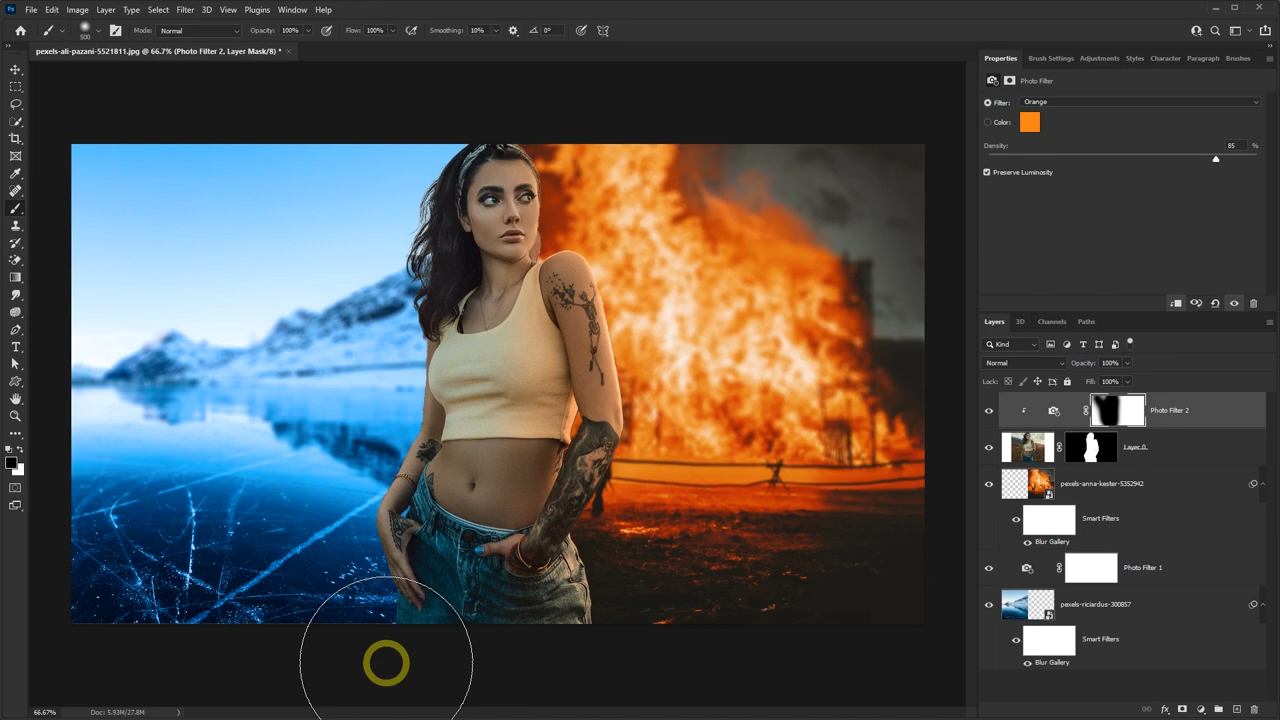 Ps File Edit Image Layer Type Select Filter 3D View Plugins Window Help
500 Mode: Normal Opacity: 100% Flow: 100% Smoothing: 10% 0°
pexels-ali-pazani-5521811.jpg @ 66.7% (Photo Filter 2, Layer Mask/8) *
Properties Brush Settings Adjustments Styles Character Paragraph Brushes
Photo Filter
Filter: Orange
Color:
Density: 85 %
Preserve Luminosity
Layers 3D Channels Paths
Kind
Normal Opacity: 100%
Lock: Fill: 100%
Photo Filter 2
Layer 0
pexels-anna-kester-5352942
Smart Filters
Blur Gallery
Photo Filter 1
pexels-riciardus-300857
Smart Filters
Blur Gallery
66.67% Doc: 5.93M/27.8M